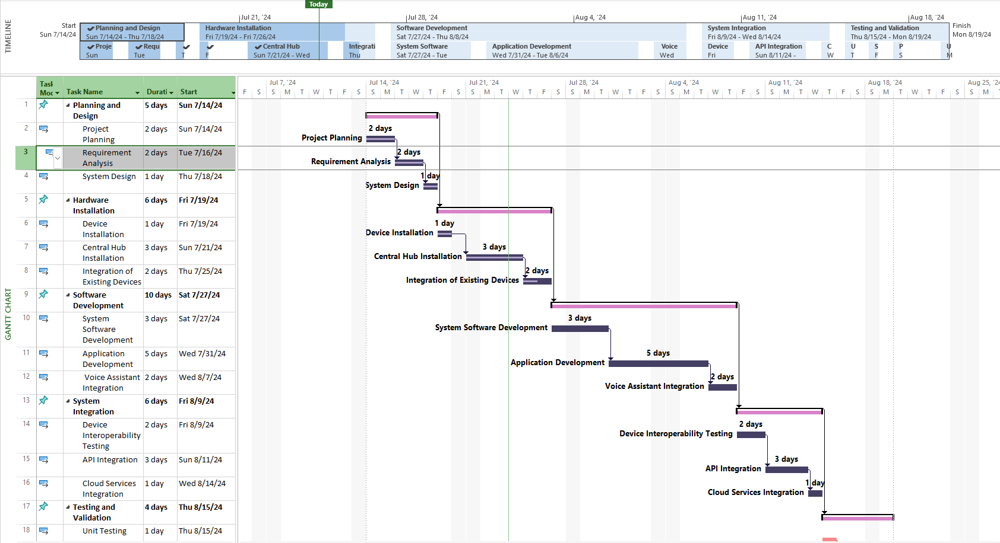 Today
Jul 21, '24
Jul 28, '24
Aug 4, '24
Aug 11, '24
Aug 18, '24
TIMELINE
Start
Sun 7/14/24
Planning and Design
Sun 7/14/24 - Thu 7/18/24
Hardware Installation
Fri 7/19/24 - Fri 7/26/24
Software Development
Sat 7/27/24 - Thu 8/8/24
System Integration
Fri 8/9/24 - Wed 8/14/24
Testing and Validation
Thu 8/15/24 - Mon 8/19/24
Finish
Mon 8/19/24
Proje
Sun
Requ
Tue
T
F
Central Hub
Sun 7/21/24 - Wed
Integrati
Thu
System Software
Sat 7/27/24 - Tue
Application Development
Wed 7/31/24 - Tue 8/6/24
Voice
Wed
Device
Fri
API Integration
Sun 8/11/24 -
C
W
U
T
S
F
P
S
U
M
GANTT CHART
Task
Moc
Task Name
Durati
Start
Jul 7, '24
Jul 14, '24
Jul 21, '24
Jul 28, '24
Aug 4, '24
Aug 11, '24
Aug 18, '24
Aug 25, '24
F S S M T W T F S S M T W T F S S M T W T F S S M T W T F S S M T W T F S S M T W T F S S M T W T F S S M T
1 Planning and Design 5 days Sun 7/14/24
2 Project Planning 2 days Sun 7/14/24
3 Requirement Analysis 2 days Tue 7/16/24
4 System Design 1 day Thu 7/18/24
5 Hardware Installation 6 days Fri 7/19/24
6 Device Installation 1 day Fri 7/19/24
7 Central Hub Installation 3 days Sun 7/21/24
8 Integration of Existing Devices 2 days Thu 7/25/24
9 Software Development 10 days Sat 7/27/24
10 System Software Development 3 days Sat 7/27/24
11 Application Development 5 days Wed 7/31/24
12 Voice Assistant Integration 2 days Wed 8/7/24
13 System Integration 6 days Fri 8/9/24
14 Device Interoperability Testing 2 days Fri 8/9/24
15 API Integration 3 days Sun 8/11/24
16 Cloud Services Integration 1 day Wed 8/14/24
17 Testing and Validation 4 days Thu 8/15/24
18 Unit Testing 1 day Thu 8/15/24
2 days
Project Planning
2 days
Requirement Analysis
1 day
System Design
1 day
Device Installation
3 days
Central Hub Installation
2 days
Integration of Existing Devices
3 days
System Software Development
5 days
Application Development
2 days
Voice Assistant Integration
2 days
Device Interoperability Testing
3 days
API Integration
1 day
Cloud Services Integration